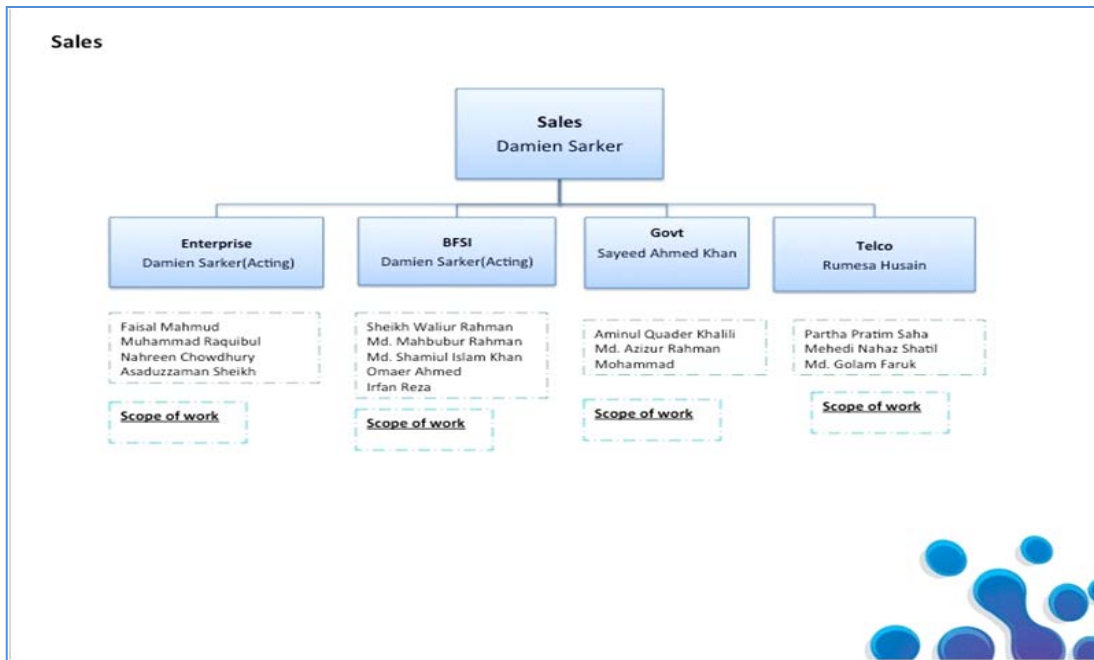 Sales
Sales
Damien Sarker
Enterprise
Damien Sarker(Acting)
BFSI
Damien Sarker(Acting)
Govt
Sayeed Ahmed Khan
Telco
Rumesa Husain
Faisal Mahmud
Muhammad Raquibul
Nahreen Chowdhury
Asaduzzaman Sheikh
Sheikh Waliur Rahman
Md. Mahbubur Rahman
Md. Shamiul Islam Khan
Omaer Ahmed
Irfan Reza
Aminul Quader Khalili
Md. Azizur Rahman
Mohammad
Partha Pratim Saha
Mehedi Nahaz Shatil
Md. Golam Faruk
Scope of work
Scope of work
Scope of work
Scope of work